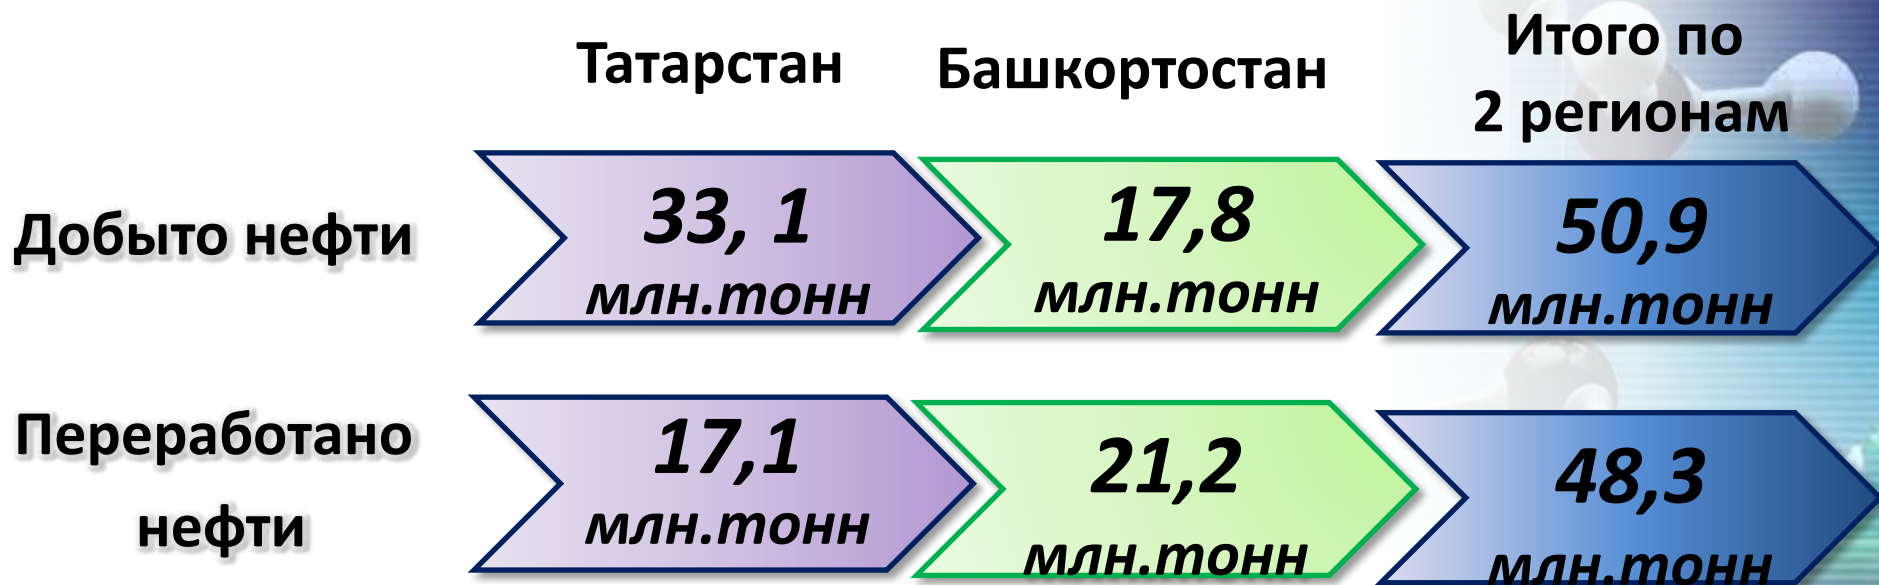 Татарстан
Башкортостан
Итого по
2 регионам
Добыто нефти
33, 1
млн.тонн
17,8
млн.тонн
50,9
млн.тонн
Переработано
нефти
17,1
млн.тонн
21,2
млн.тонн
48,3
млн.тонн